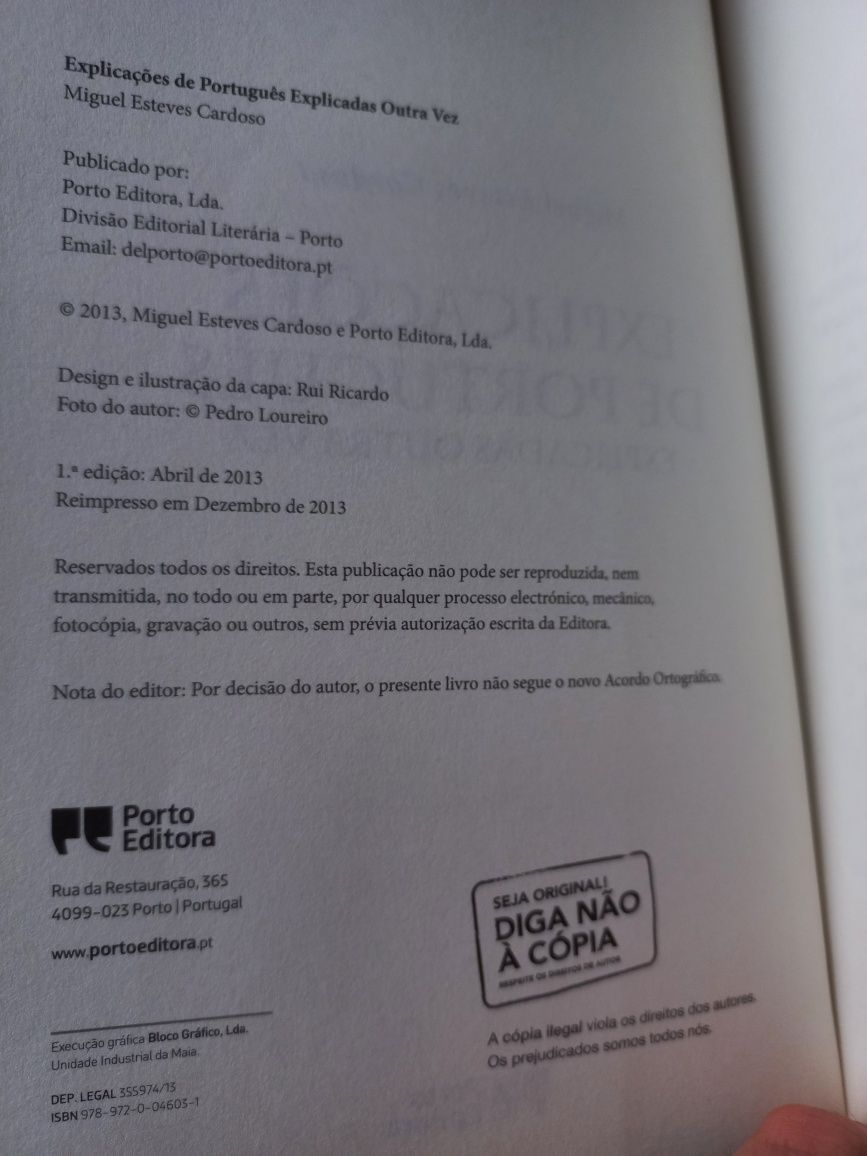 Explicações de Português Explicadas Outra Vez
Miguel Esteves Cardoso
Publicado por:
Porto Editora, Lda.
Divisão Editorial Literária – Porto
Email: delporto@portoeditora.pt
© 2013, Miguel Esteves Cardoso e Porto Editora, Lda.
Design e ilustração da capa: Rui Ricardo
Foto do autor: © Pedro Loureiro
1.ª edição: Abril de 2013
Reimpresso em Dezembro de 2013
Reservados todos os direitos. Esta publicação não pode ser reproduzida, nem
transmitida, no todo ou em parte, por qualquer processo electrónico, mecânico,
fotocópia, gravação ou outros, sem prévia autorização escrita da Editora.
Nota do editor: Por decisão do autor, o presente livro não segue o novo Acordo Ortográfico.
Porto
Editora
Rua da Restauração, 365
4099-023 Porto | Portugal
www.portoeditora.pt
SEJA ORIGINAL!
DIGA NÃO
À CÓPIA
RESPEITE OS DIREITOS DE AUTOR
A cópia ilegal viola os direitos dos autores.
Os prejudicados somos todos nós.
Execução gráfica Bloco Gráfico, Lda.
Unidade Industrial da Maia.
DEP. LEGAL 355974/13
ISBN 978-972-0-04603-1